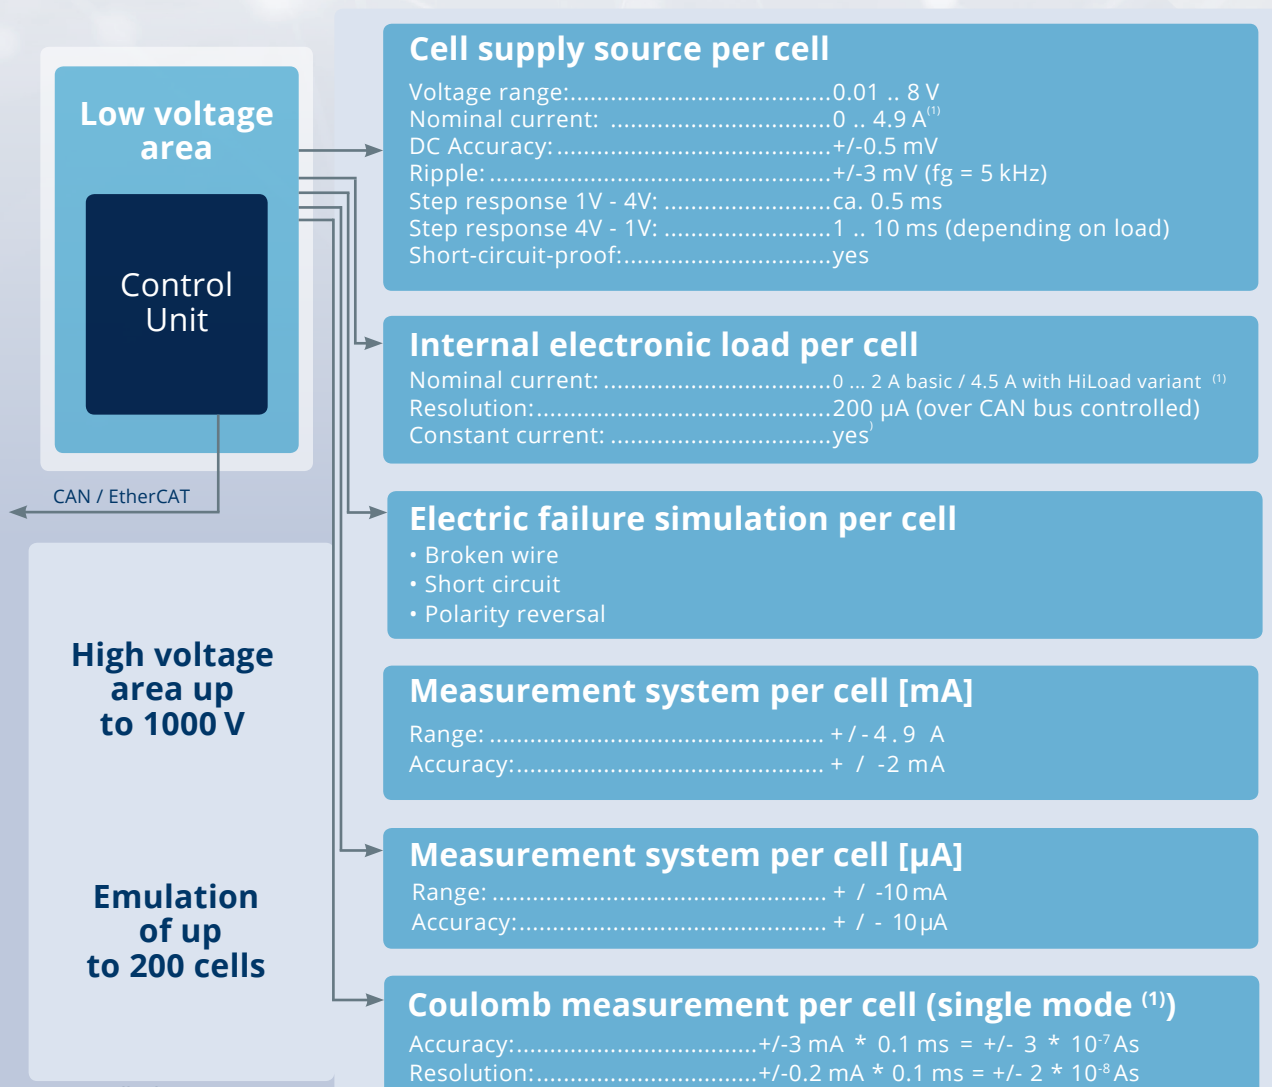 Low voltage
area
Control
Unit
CAN / EtherCAT
High voltage
area up
to 1000 V
Emulation
of up
to 200 cells
Cell supply source per cell
Voltage range:.................................0.01 .. 8 V
Nominal current: ............................0 .. 4.9 A⁽¹⁾
DC Accuracy:...................................+/-0.5 mV
Ripple:...........................................+/-3 mV (fg = 5 kHz)
Step response 1V - 4V: .....................ca. 0.5 ms
Step response 4V - 1V: .....................1 .. 10 ms (depending on load)
Short-circuit-proof:..........................yes
Internal electronic load per cell
Nominal current: .............................0 ... 2 A basic / 4.5 A with HiLoad variant ⁽¹⁾
Resolution:.....................................200 µA (over CAN bus controlled)
Constant current: ............................yes⁾
Electric failure simulation per cell
• Broken wire
• Short circuit
• Polarity reversal
Measurement system per cell [mA]
Range: .......................................... +/-4.9 A
Accuracy:....................................... + / -2 mA
Measurement system per cell [µA]
Range: .......................................... + / -10 mA
Accuracy:....................................... + / - 10 µA
Coulomb measurement per cell (single mode ⁽¹⁾)
Accuracy:..............................+/-3 mA * 0.1 ms = +/- 3 * 10⁻⁷ As
Resolution:............................+/-0.2 mA * 0.1 ms = +/- 2 * 10⁻⁸ As